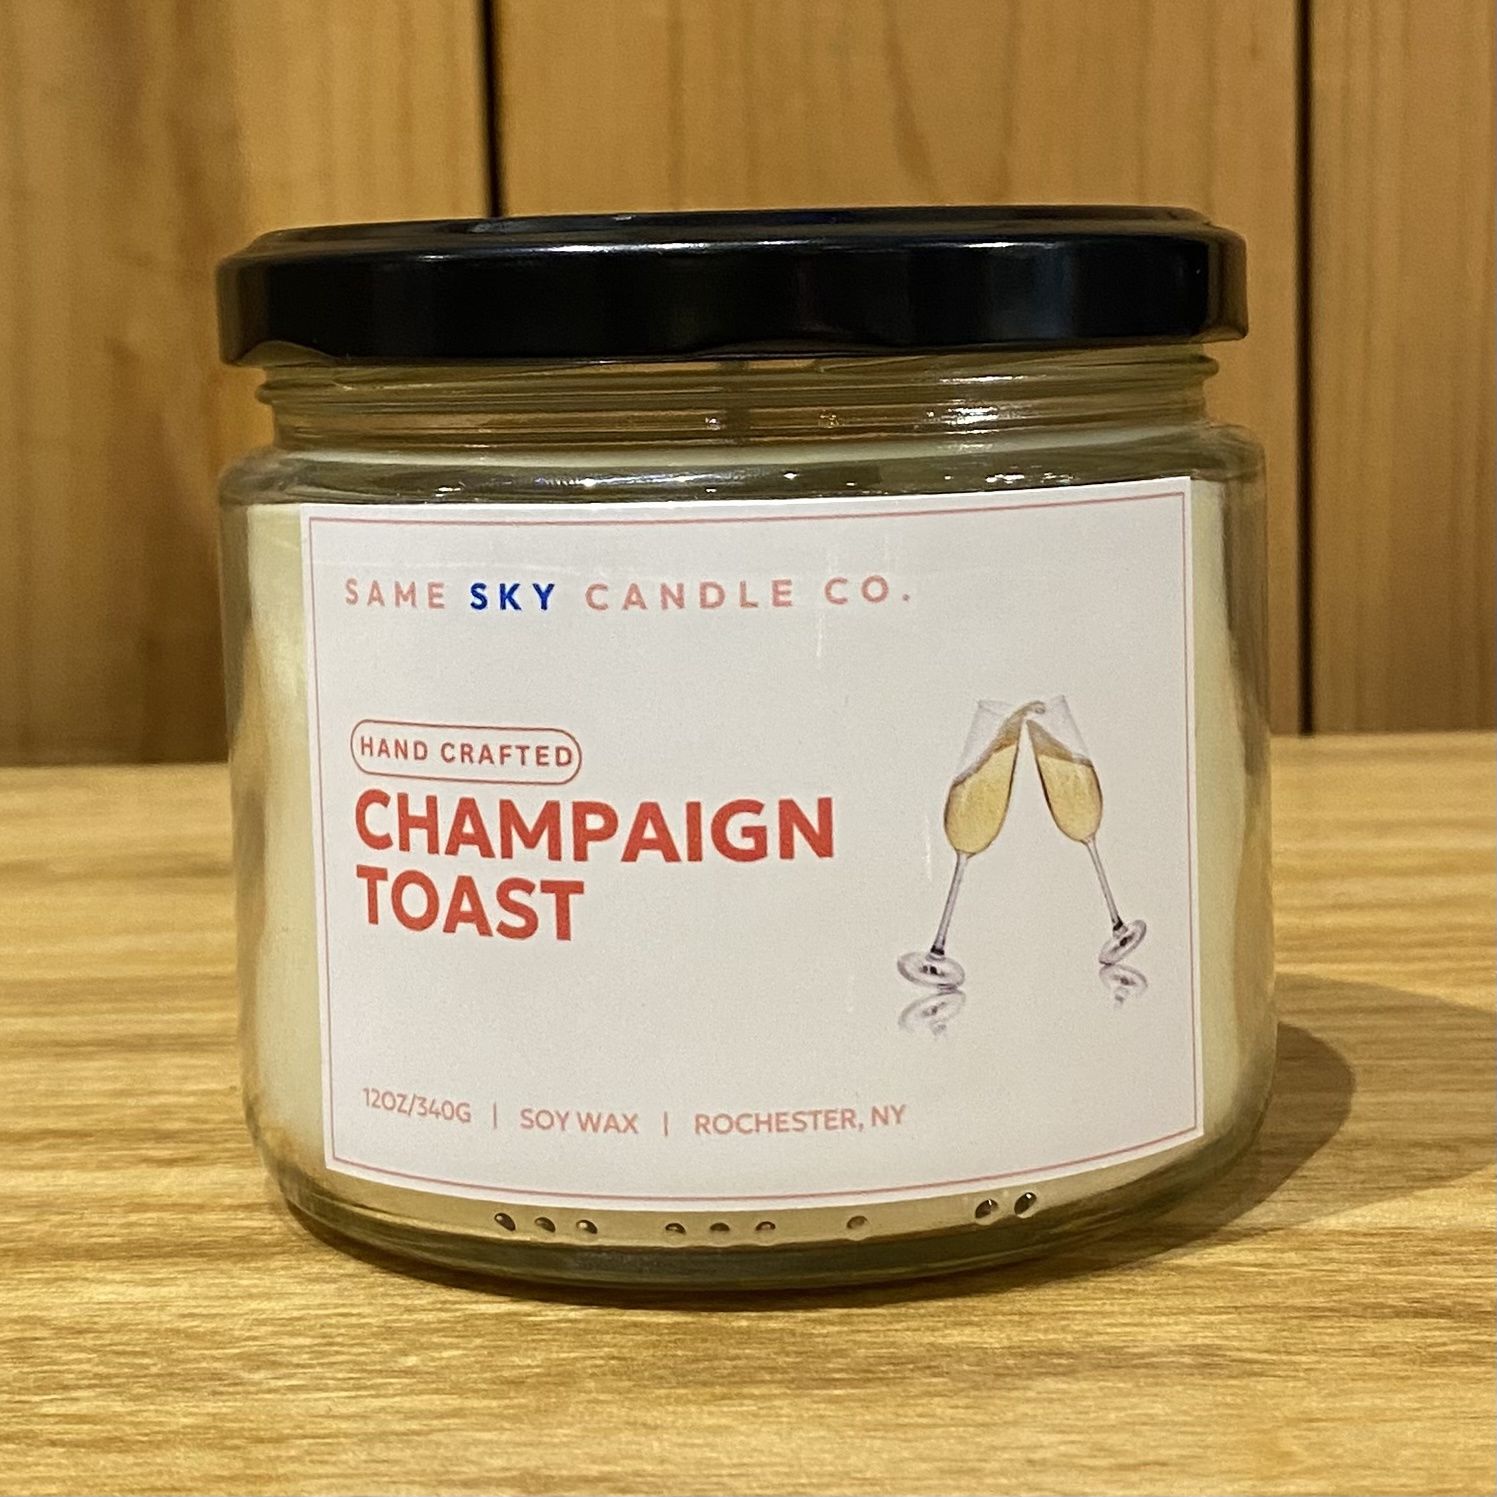 SAME SKY CANDLE CO.
HAND CRAFTED
CHAMPAIGN
TOAST
12OZ/340G | SOY WAX | ROCHESTER, NY